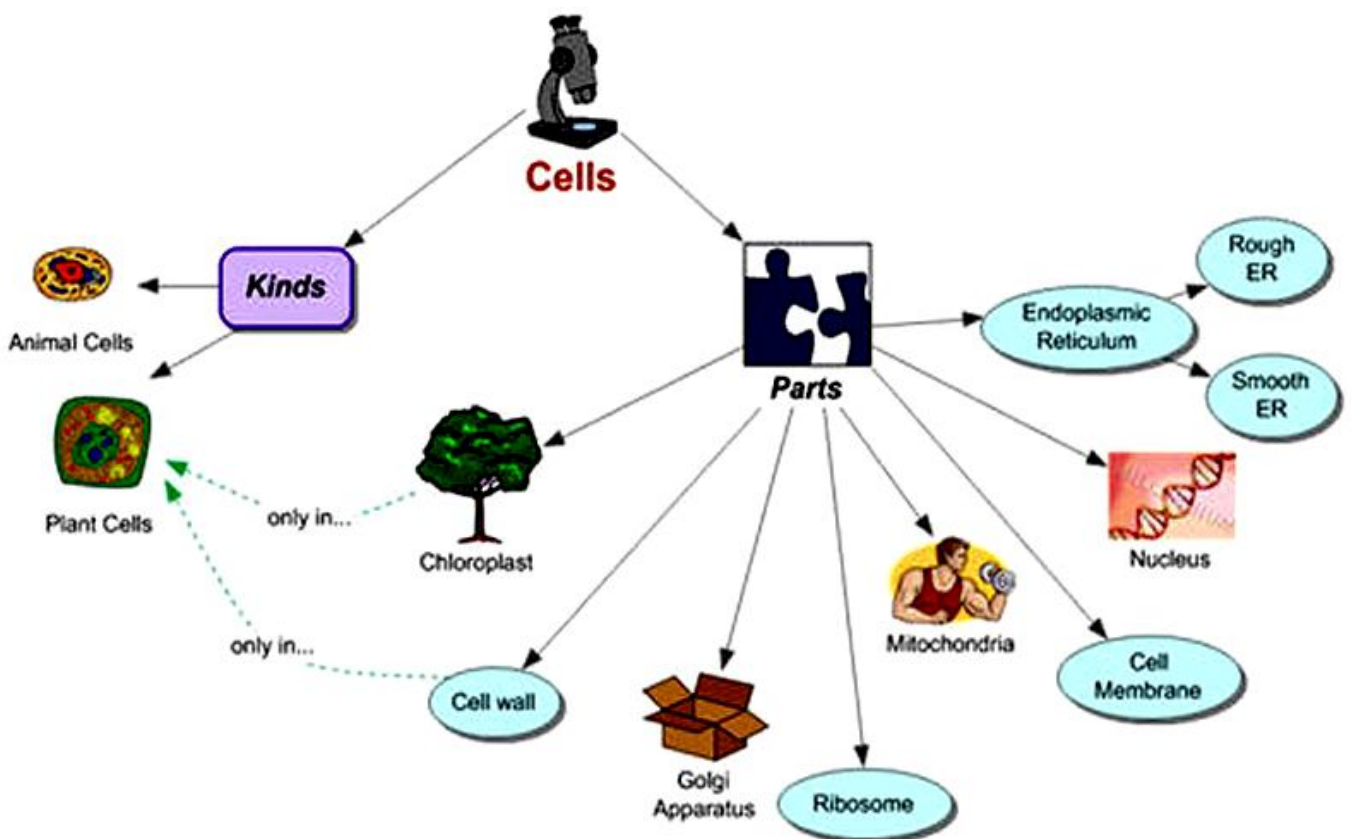 Cells
Kinds
Animal Cells
Plant Cells
Parts
Endoplasmic
Reticulum
Rough
ER
Smooth
ER
Nucleus
Cell
Membrane
Mitochondria
Ribosome
Golgi
Apparatus
Cell wall
Chloroplast
only in...
only in...